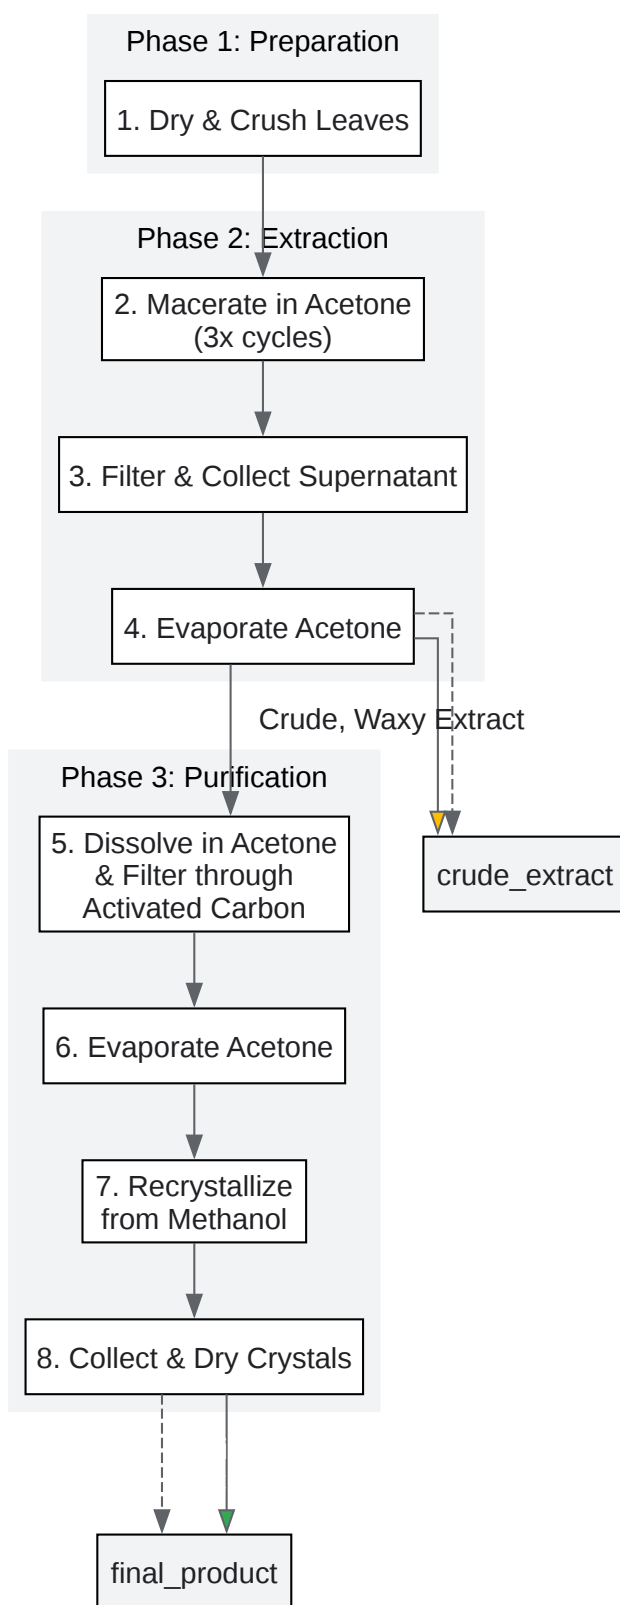 Phase 1: Preparation
1. Dry & Crush Leaves
Phase 2: Extraction
2. Macerate in Acetone
(3x cycles)
3. Filter & Collect Supernatant
4. Evaporate Acetone
Crude, Waxy Extract
Phase 3: Purification
5. Dissolve in Acetone
& Filter through
Activated Carbon
crude_extract
6. Evaporate Acetone
7. Recrystallize
from Methanol
8. Collect & Dry Crystals
final_product